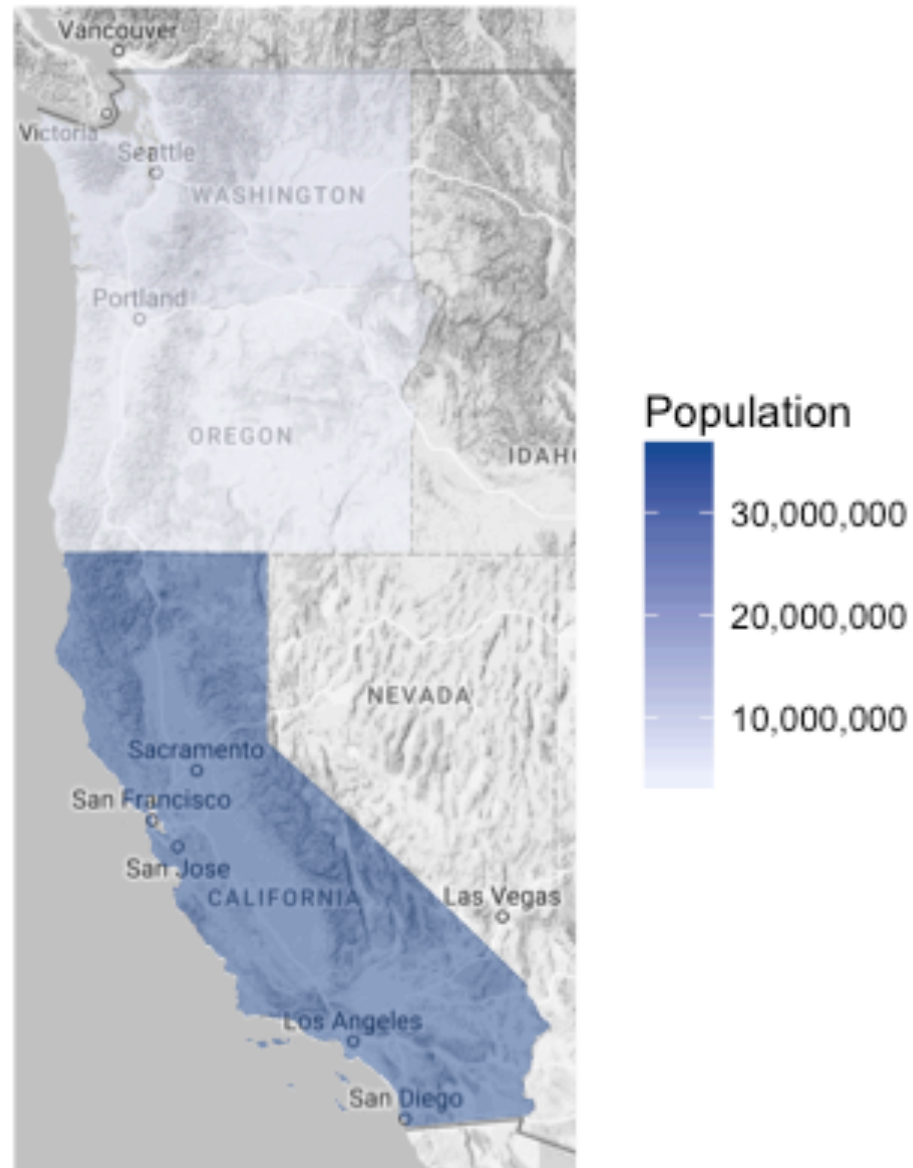 Vancouver
Victoria
Seattle
WASHINGTON
Portland
OREGON
IDAH
Population
30,000,000
20,000,000
10,000,000
NEVADA
Sacramento
San Francisco
San Jose
CALIFORNIA
Las Vegas
Los Angeles
San Diego